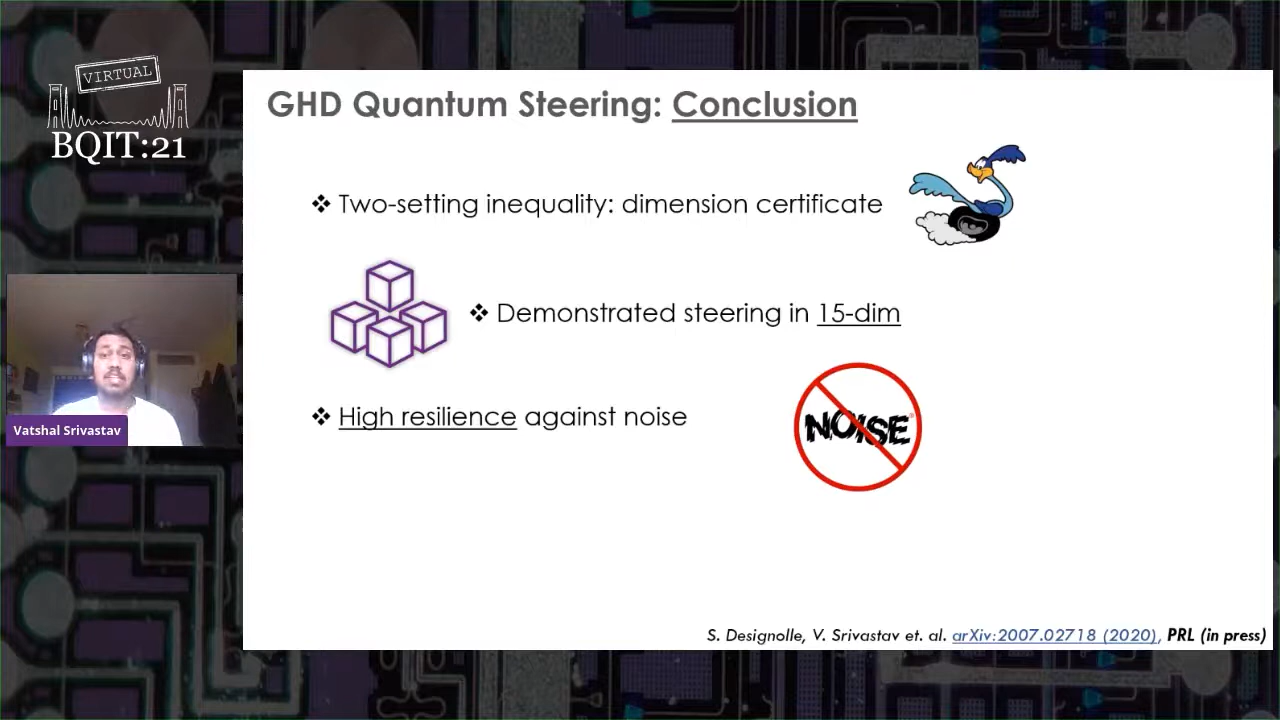 VIRTUAL
BQIT:21
GHD Quantum Steering: Conclusion
❖ Two-setting inequality: dimension certificate
❖ Demonstrated steering in 15-dim
❖ High resilience against noise
NOISE
Vatshal Srivastav
S. Designolle, V. Srivastav et. al. arXiv:2007.02718 (2020), PRL (in press)